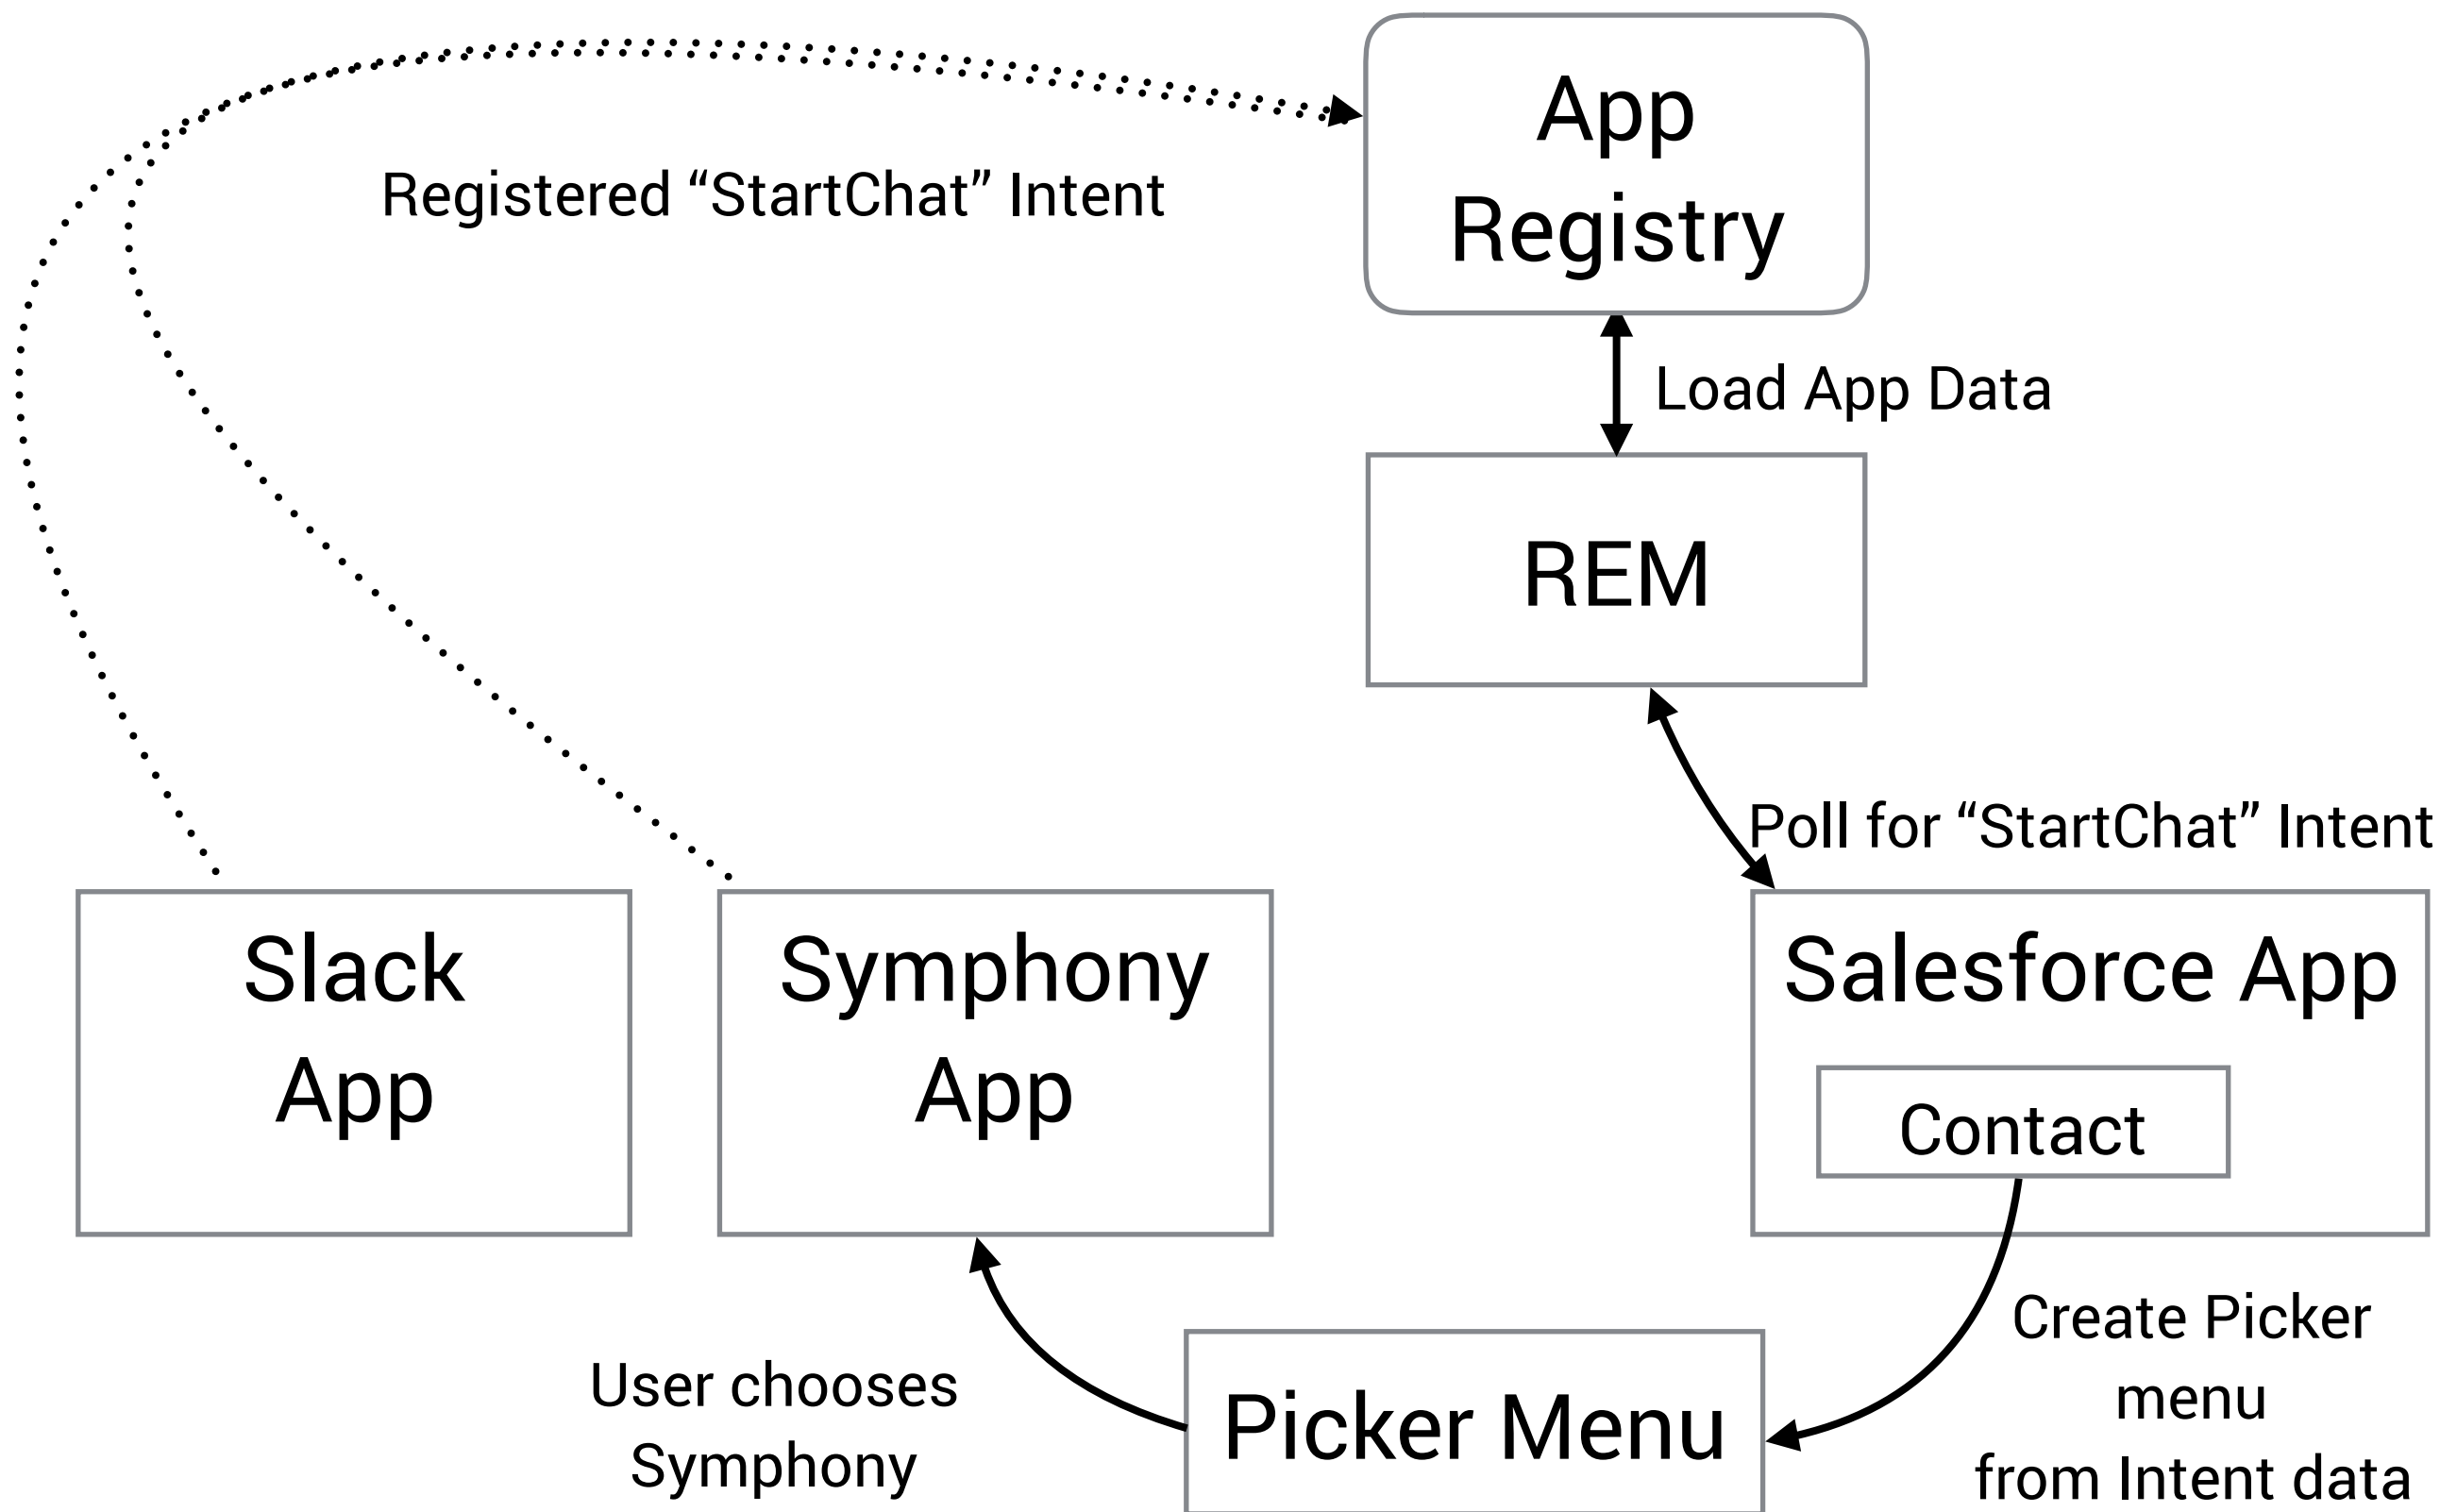 App
Registry
Registered “StartChat” Intent
Load App Data
REM
Poll for “StartChat” Intent
Slack
App
Symphony
App
Salesforce App
Contact
Create Picker
menu
from Intent data
User chooses
Symphony
Picker Menu